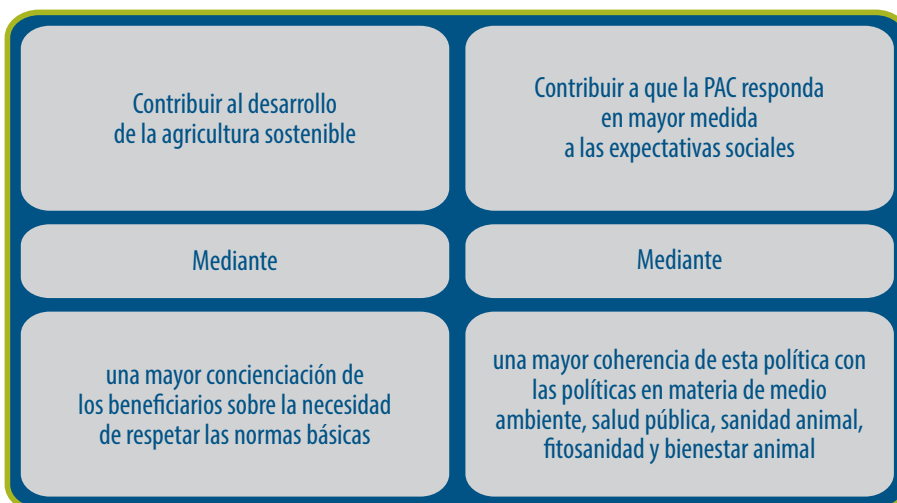 Contribuir al desarrollo
de la agricultura sostenible
Mediante
una mayor concienciación de
los beneficiarios sobre la necesidad
de respetar las normas básicas
Contribuir a que la PAC responda
en mayor medida
a las expectativas sociales
Mediante
una mayor coherencia de esta política con
las políticas en materia de medio
ambiente, salud pública, sanidad animal,
fitosanidad y bienestar animal